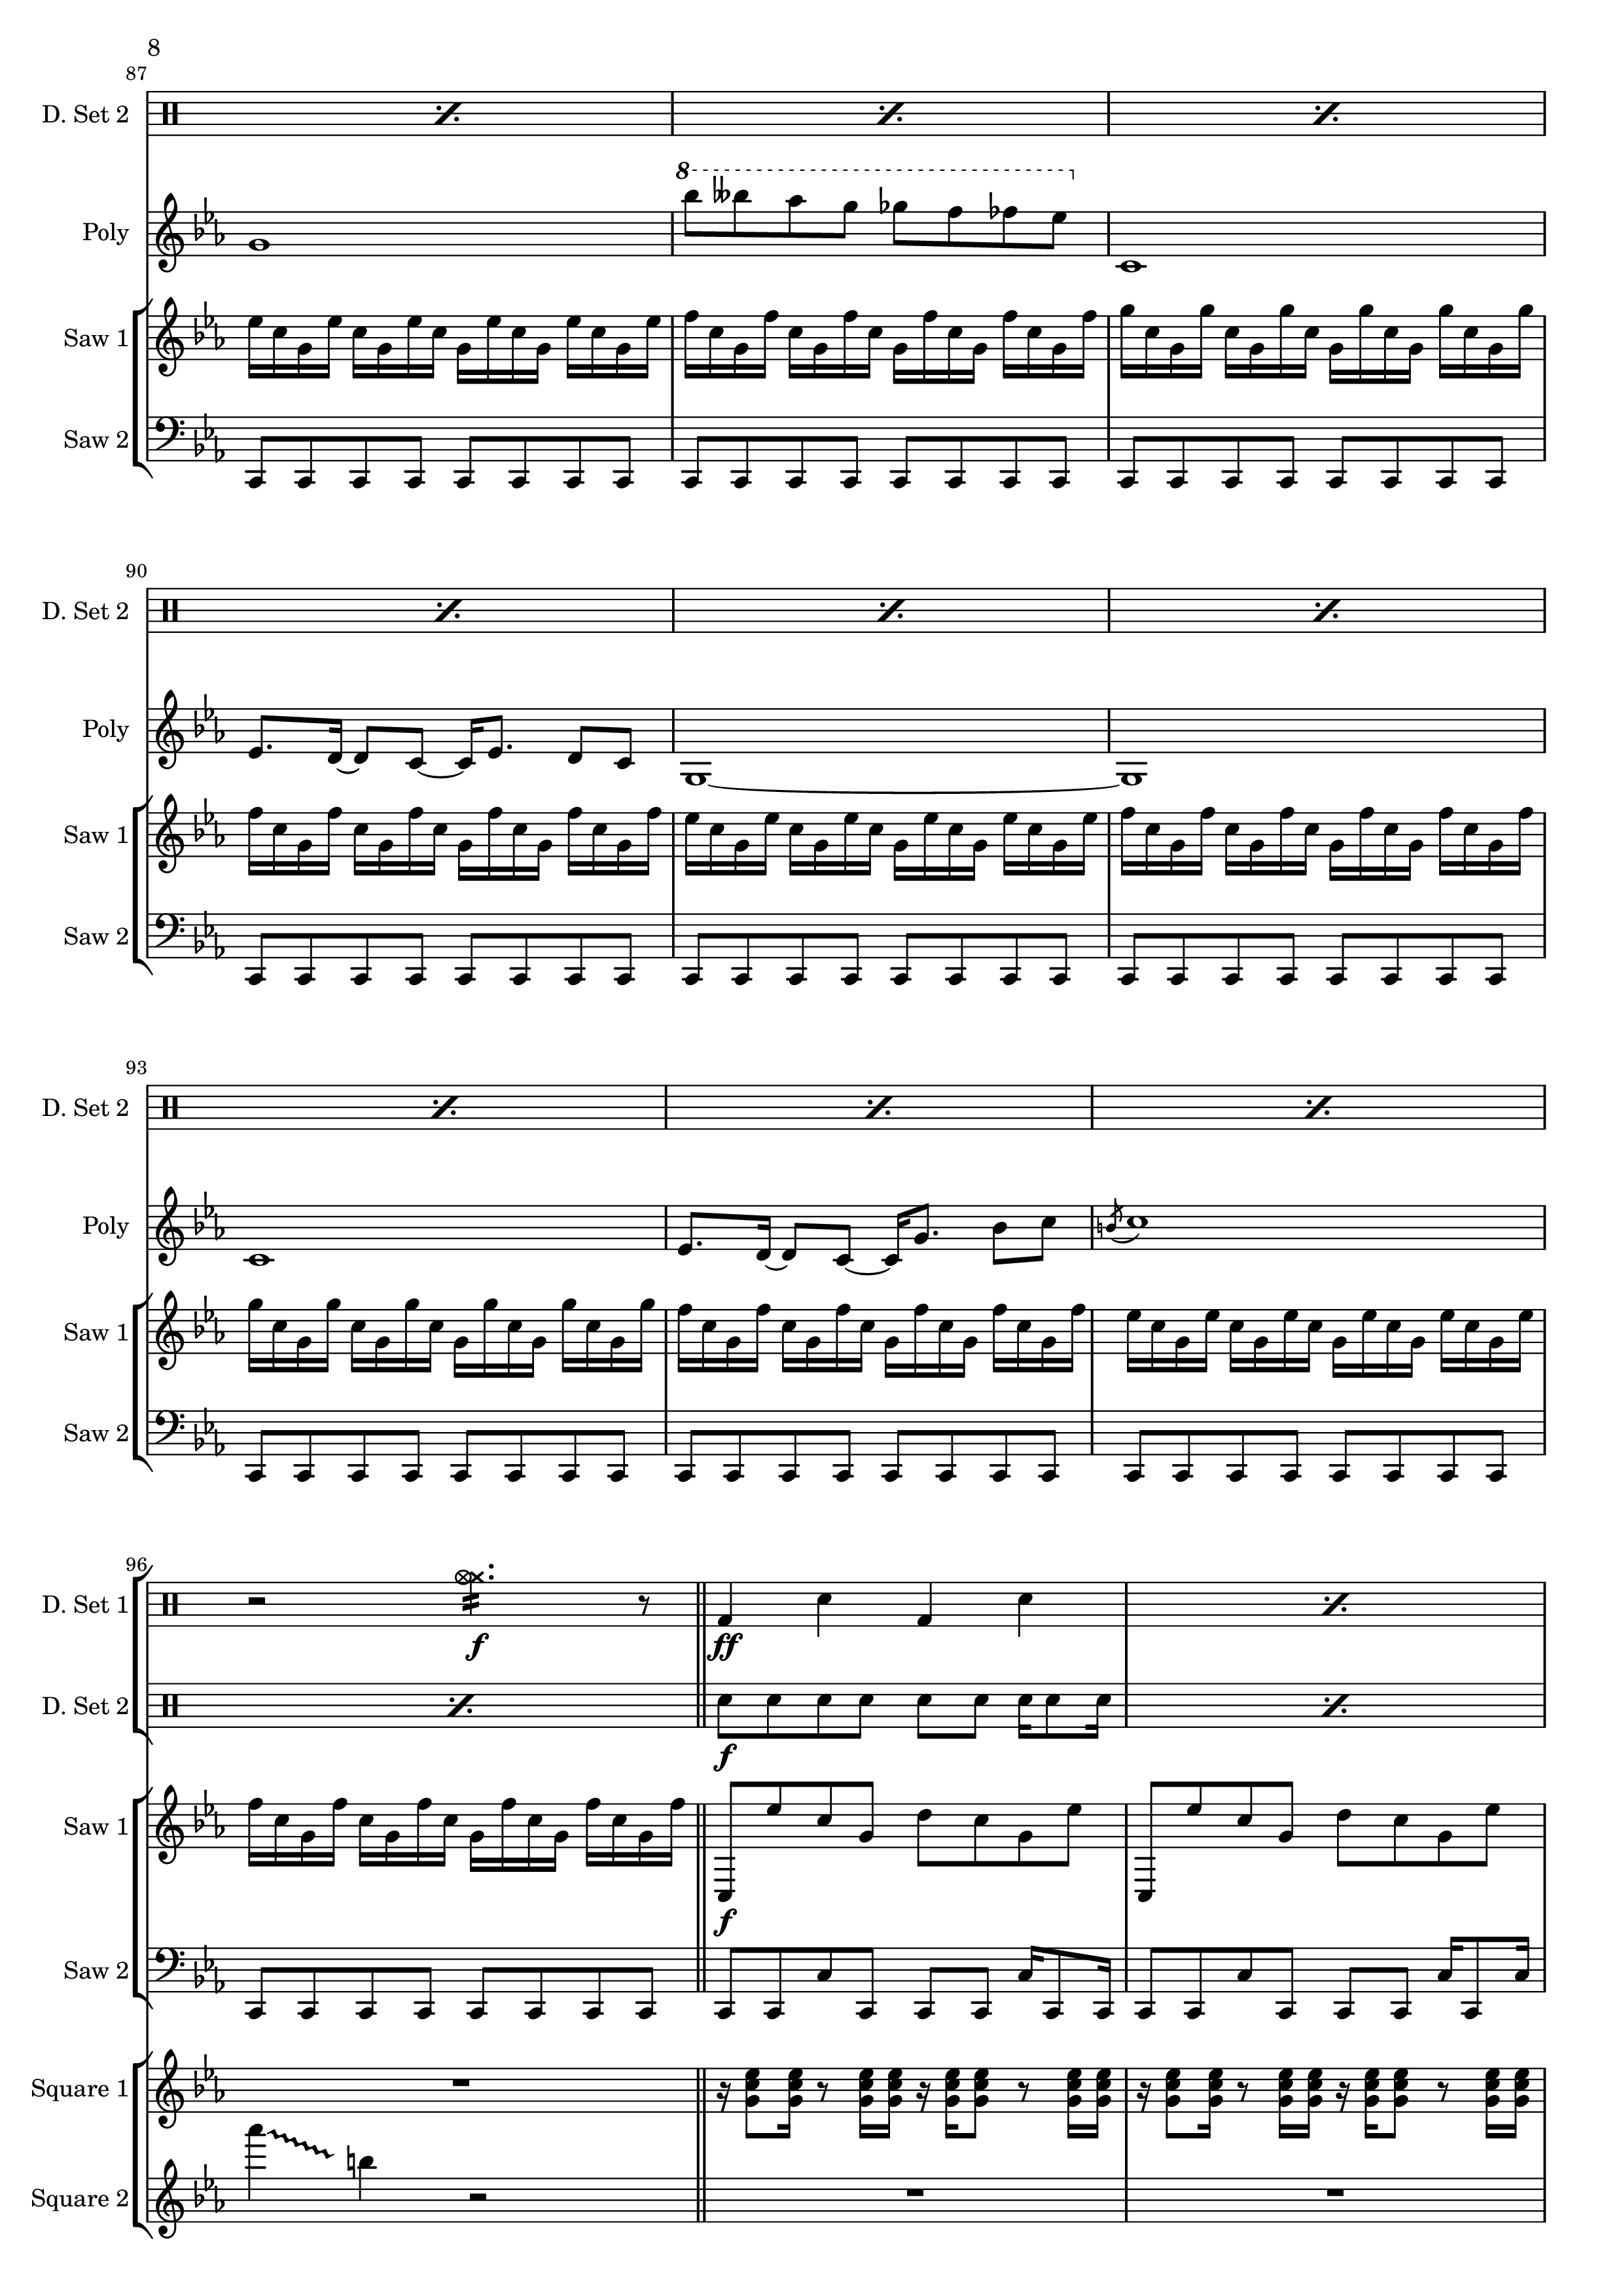 8
87
D. Set 2
8
Poly
Saw 1
Saw 2
90
D. Set 2
Poly
Saw 1
Saw 2
93
D. Set 2
Poly
Saw 1
Saw 2
96
D. Set 1
f
ff
D. Set 2
f
Saw 1
f
Saw 2
Square 1
Square 2